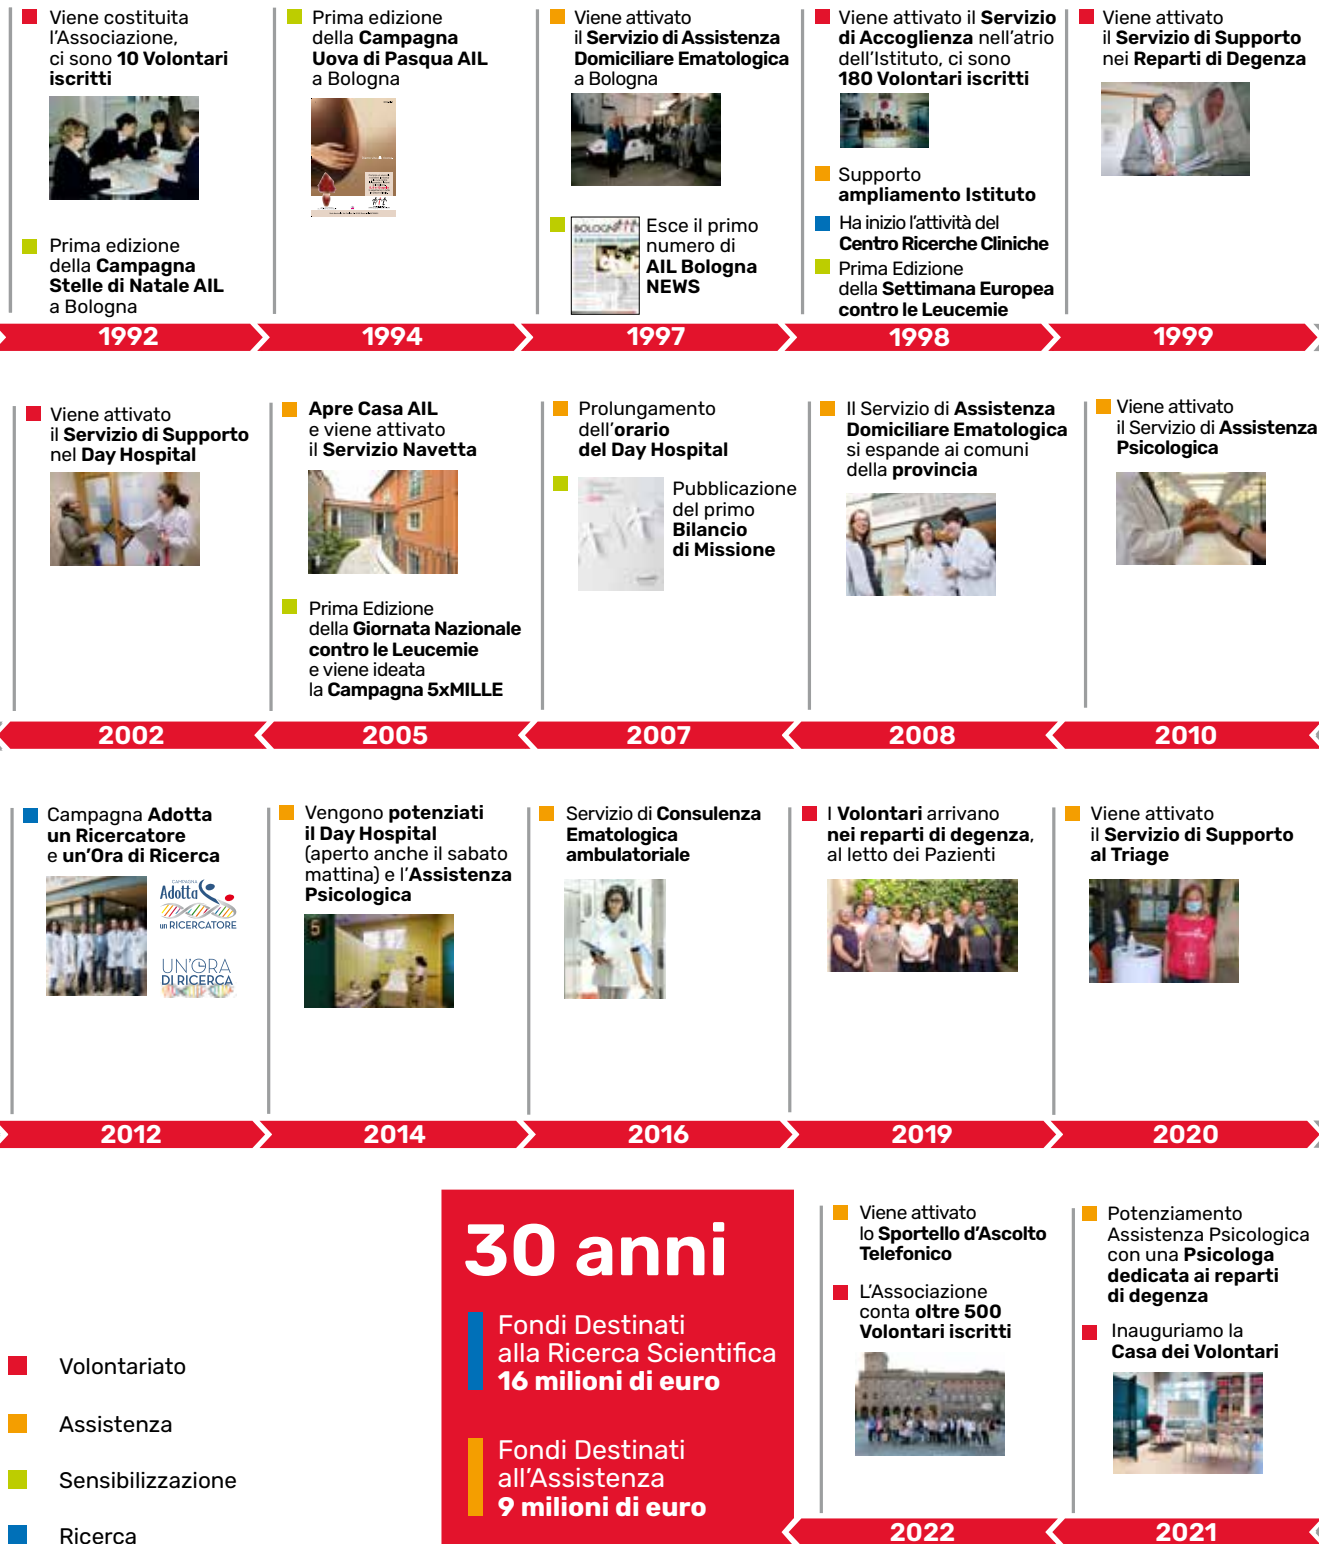 Viene costituita
l'Associazione,
ci sono 10 Volontari
iscritti
Prima edizione
della Campagna
Stelle di Natale AIL
a Bologna
1992
Prima edizione
della Campagna
Uova di Pasqua AIL
a Bologna
1994
Viene attivato
il Servizio di Assistenza
Domiciliare Ematologica
a Bologna
BOLOGNA
Esce il primo
numero di
AIL Bologna
NEWS
1997
Viene attivato il Servizio
di Accoglienza nell'atrio
dell'Istituto, ci sono
180 Volontari iscritti
Supporto
ampliamento Istituto
Ha inizio l'attività del
Centro Ricerche Cliniche
Prima Edizione
della Settimana Europea
contro le Leucemie
1998
Viene attivato
il Servizio di Supporto
nei Reparti di Degenza
1999
Viene attivato
il Servizio di Supporto
nel Day Hospital
2002
Apre Casa AIL
e viene attivato
il Servizio Navetta
Prima Edizione
della Giornata Nazionale
contro le Leucemie
e viene ideata
la Campagna 5xMILLE
2005
Prolungamento
dell'orario
del Day Hospital
Pubblicazione
del primo
Bilancio
di Missione
2007
Il Servizio di Assistenza
Domiciliare Ematologica
si espande ai comuni
della provincia
2008
Viene attivato
il Servizio di Assistenza
Psicologica
2010
Campagna Adotta
un Ricercatore
e un'Ora di Ricerca
CAMPAGNA
Adotta
un RICERCATORE
UN'ORA
DI RICERCA
2012
Vengono potenziati
il Day Hospital
(aperto anche il sabato
mattina) e l'Assistenza
Psicologica
5
2014
Servizio di Consulenza
Ematologica
ambulatoriale
2016
I Volontari arrivano
nei reparti di degenza,
al letto dei Pazienti
2019
Viene attivato
il Servizio di Supporto
al Triage
2020
Volontariato
Assistenza
Sensibilizzazione
Ricerca
30 anni
Fondi Destinati
alla Ricerca Scientifica
16 milioni di euro
Fondi Destinati
all'Assistenza
9 milioni di euro
Viene attivato
lo Sportello d'Ascolto
Telefonico
L'Associazione
conta oltre 500
Volontari iscritti
2022
Potenziamento
Assistenza Psicologica
con una Psicologa
dedicata ai reparti
di degenza
Inauguriamo la
Casa dei Volontari
2021